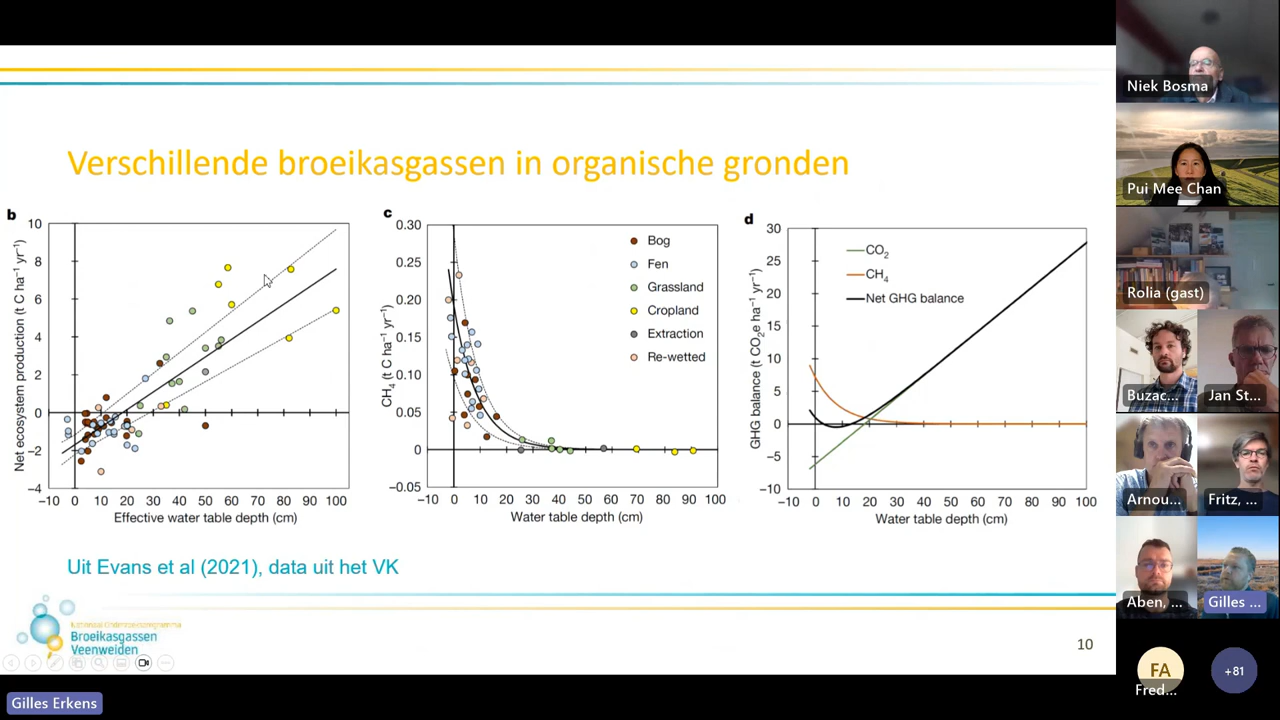 Verschillende broeikasgassen in organische gronden
b
10
8
6
4
2
0
−2
−4
Net ecosystem production (t C ha⁻¹ yr⁻¹)
−10 0 10 20 30 40 50 60 70 80 90 100
Effective water table depth (cm)
c
0.30
0.25
0.20
0.15
0.10
0.05
0
−0.05
CH₄ (t C ha⁻¹ yr⁻¹)
Bog
Fen
Grassland
Cropland
Extraction
Re-wetted
−10 0 10 20 30 40 50 60 70 80 90 100
Water table depth (cm)
d
30
25
20
15
10
5
0
−5
−10
GHG balance (t CO₂e ha⁻¹ yr⁻¹)
CO₂
CH₄
Net GHG balance
−10 0 10 20 30 40 50 60 70 80 90 100
Water table depth (cm)
Uit Evans et al (2021), data uit het VK
Nationaal Onderzoeksprogramma
Broeikasgassen
Veenweiden
10
Gilles Erkens
Niek Bosma
Pui Mee Chan
Rolia (gast)
Buzac...
Jan St...
Arnou...
Fritz, ...
Aben, ...
Gilles ...
FA
Fred...
+81